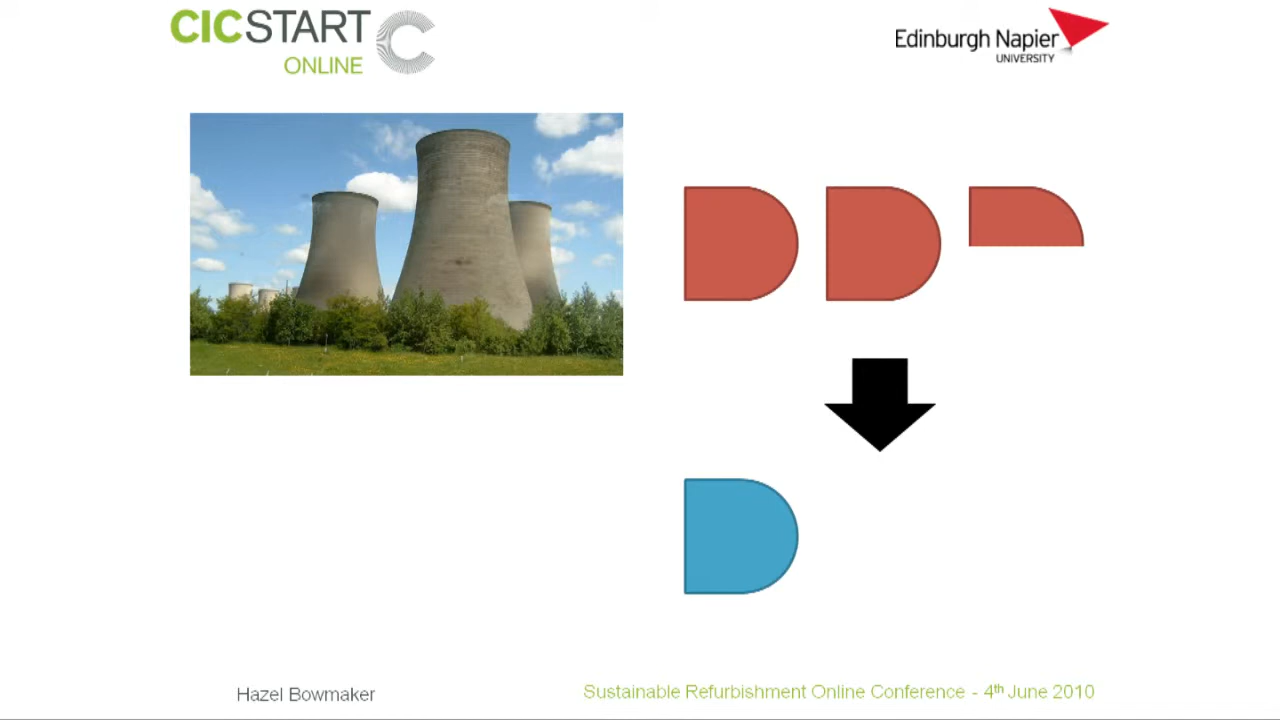 CICSTART
ONLINE
Edinburgh Napier
UNIVERSITY
Hazel Bowmaker
Sustainable Refurbishment Online Conference - 4th June 2010